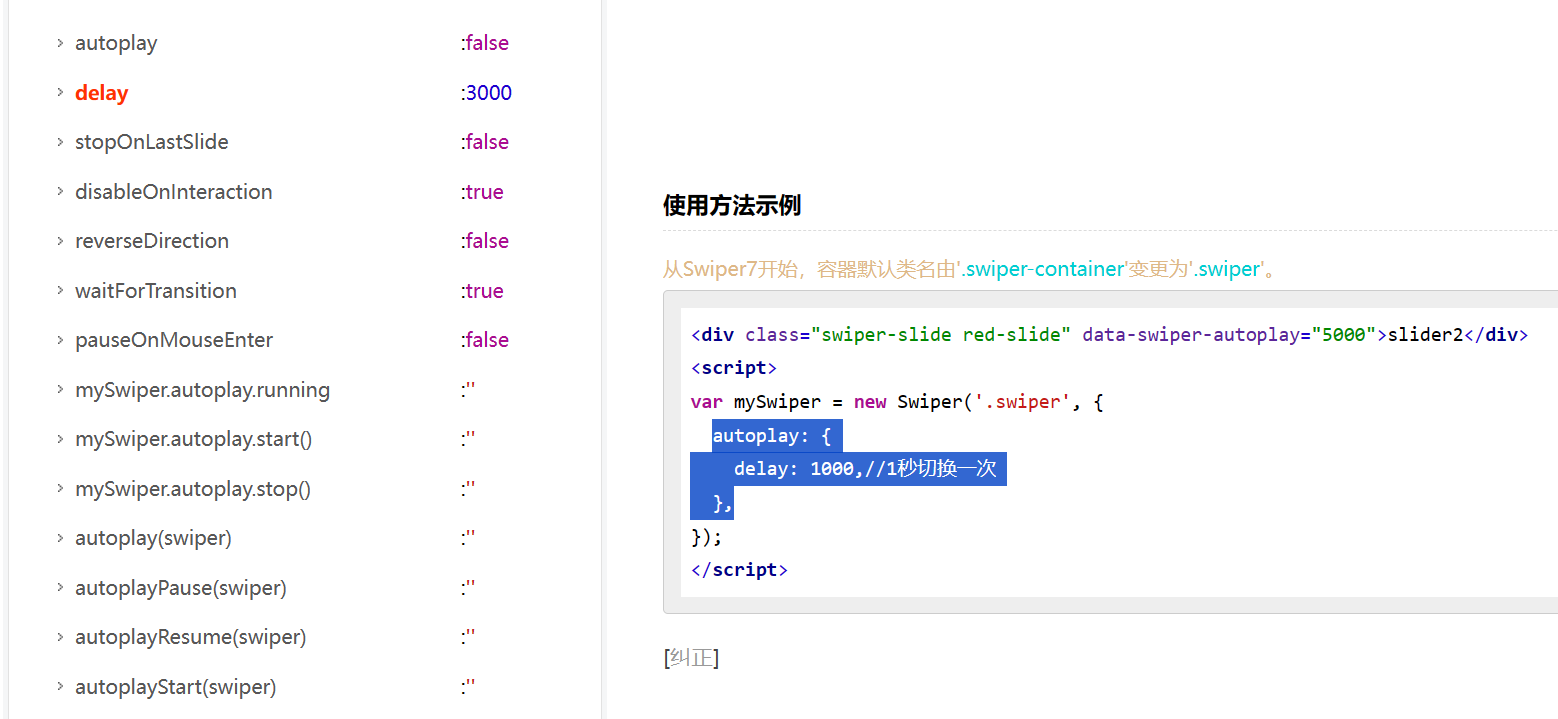 autoplay :false
delay :3000
stopOnLastSlide :false
disableOnInteraction :true
reverseDirection :false
waitForTransition :true
pauseOnMouseEnter :false
mySwiper.autoplay.running :''
mySwiper.autoplay.start() :''
mySwiper.autoplay.stop() :''
autoplay(swiper) :''
autoplayPause(swiper) :''
autoplayResume(swiper) :''
autoplayStart(swiper) :''
使用方法示例
从Swiper7开始，容器默认类名由'.swiper-container'变更为'.swiper'。
<div class="swiper-slide red-slide" data-swiper-autoplay="5000">slider2</div>
<script>
var mySwiper = new Swiper('.swiper', {
  autoplay: {
    delay: 1000,//1秒切换一次
  },
});
</script>
[纠正]